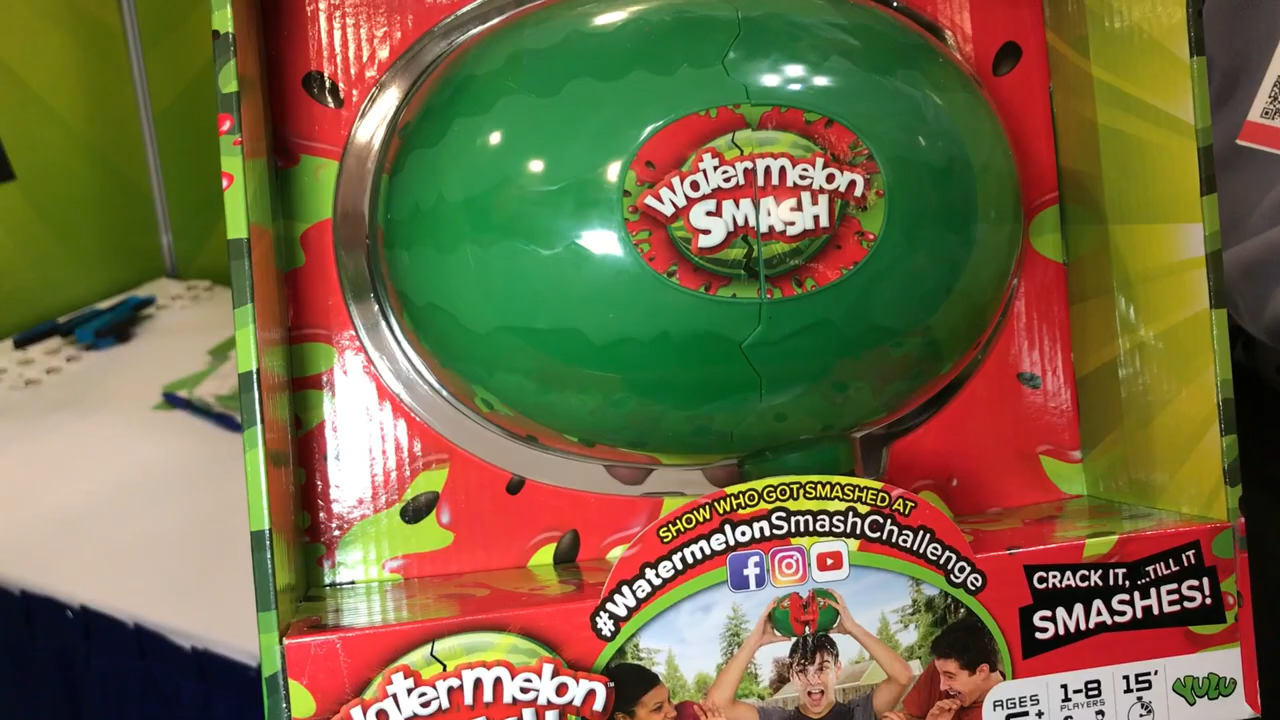 Watermelon
SMASH
SHOW WHO GOT SMASHED AT
#WatermelonSmashChallenge
CRACK IT, ...TILL IT
SMASHES!
Watermelon™
AGES
1-8
PLAYERS
15'
YULU